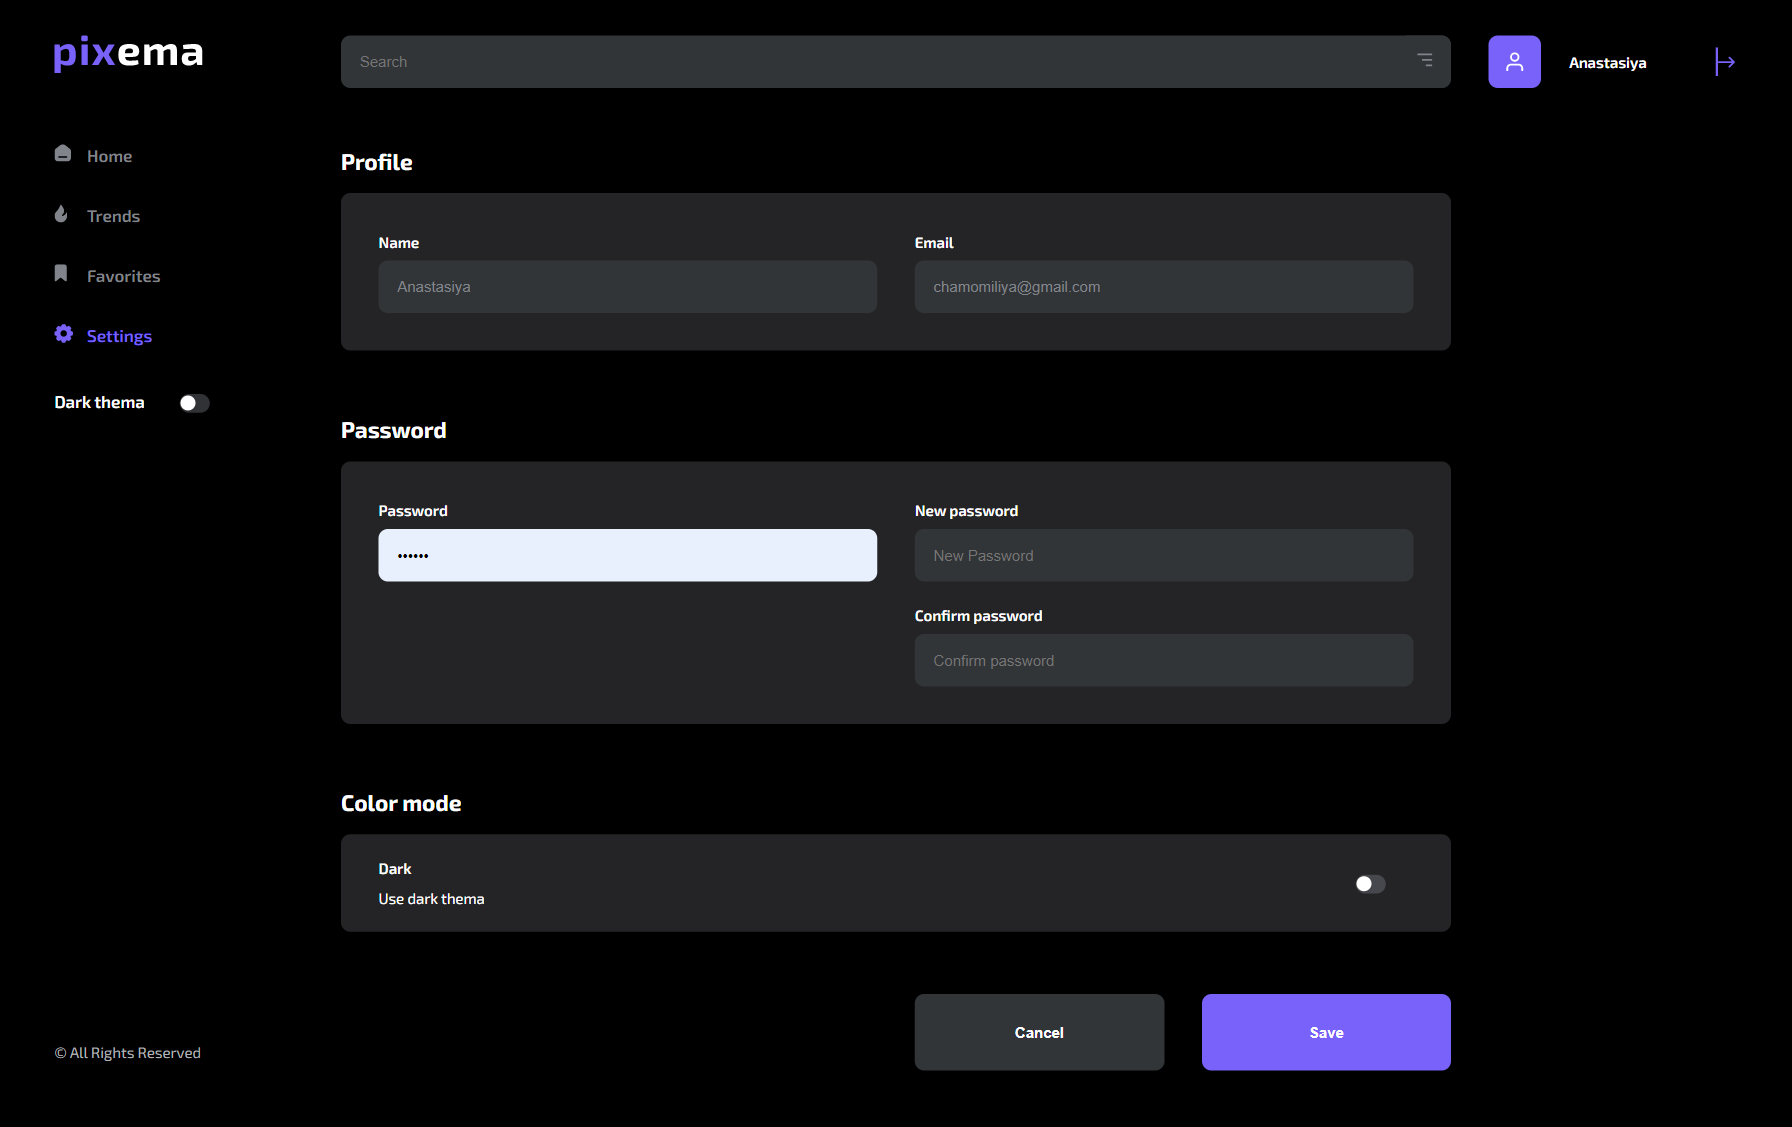 pixema
Search
Anastasiya
Home
Trends
Favorites
Settings
Dark thema
Profile
Name
Email
Anastasiya
chamomiliya@gmail.com
Password
Password
New password
••••••
New Password
Confirm password
Confirm password
Color mode
Dark
Use dark thema
Cancel
Save
© All Rights Reserved